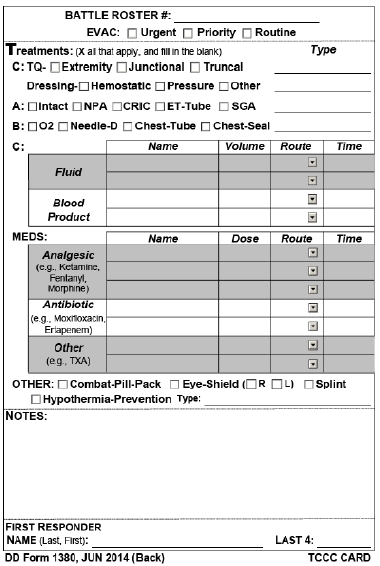 BATTLE ROSTER #:
EVAC: Urgent Priority Routine
Treatments: (X all that apply, and fill in the blank) Type
C: TQ- Extremity Junctional Truncal
Dressing- Hemostatic Pressure Other
A: Intact NPA CRIC ET-Tube SGA
B: O2 Needle-D Chest-Tube Chest-Seal
C: Name Volume Route Time
Fluid
Blood
Product
MEDS: Name Dose Route Time
Analgesic
(e.g., Ketamine,
Fentanyl,
Morphine)
Antibiotic
(e.g., Moxifloxacin,
Ertapenem)
Other
(e.g., TXA)
OTHER: Combat-Pill-Pack Eye-Shield ( R L) Splint
Hypothermia-Prevention Type:
NOTES:
FIRST RESPONDER
NAME (Last, First): LAST 4:
DD Form 1380, JUN 2014 (Back) TCCC CARD